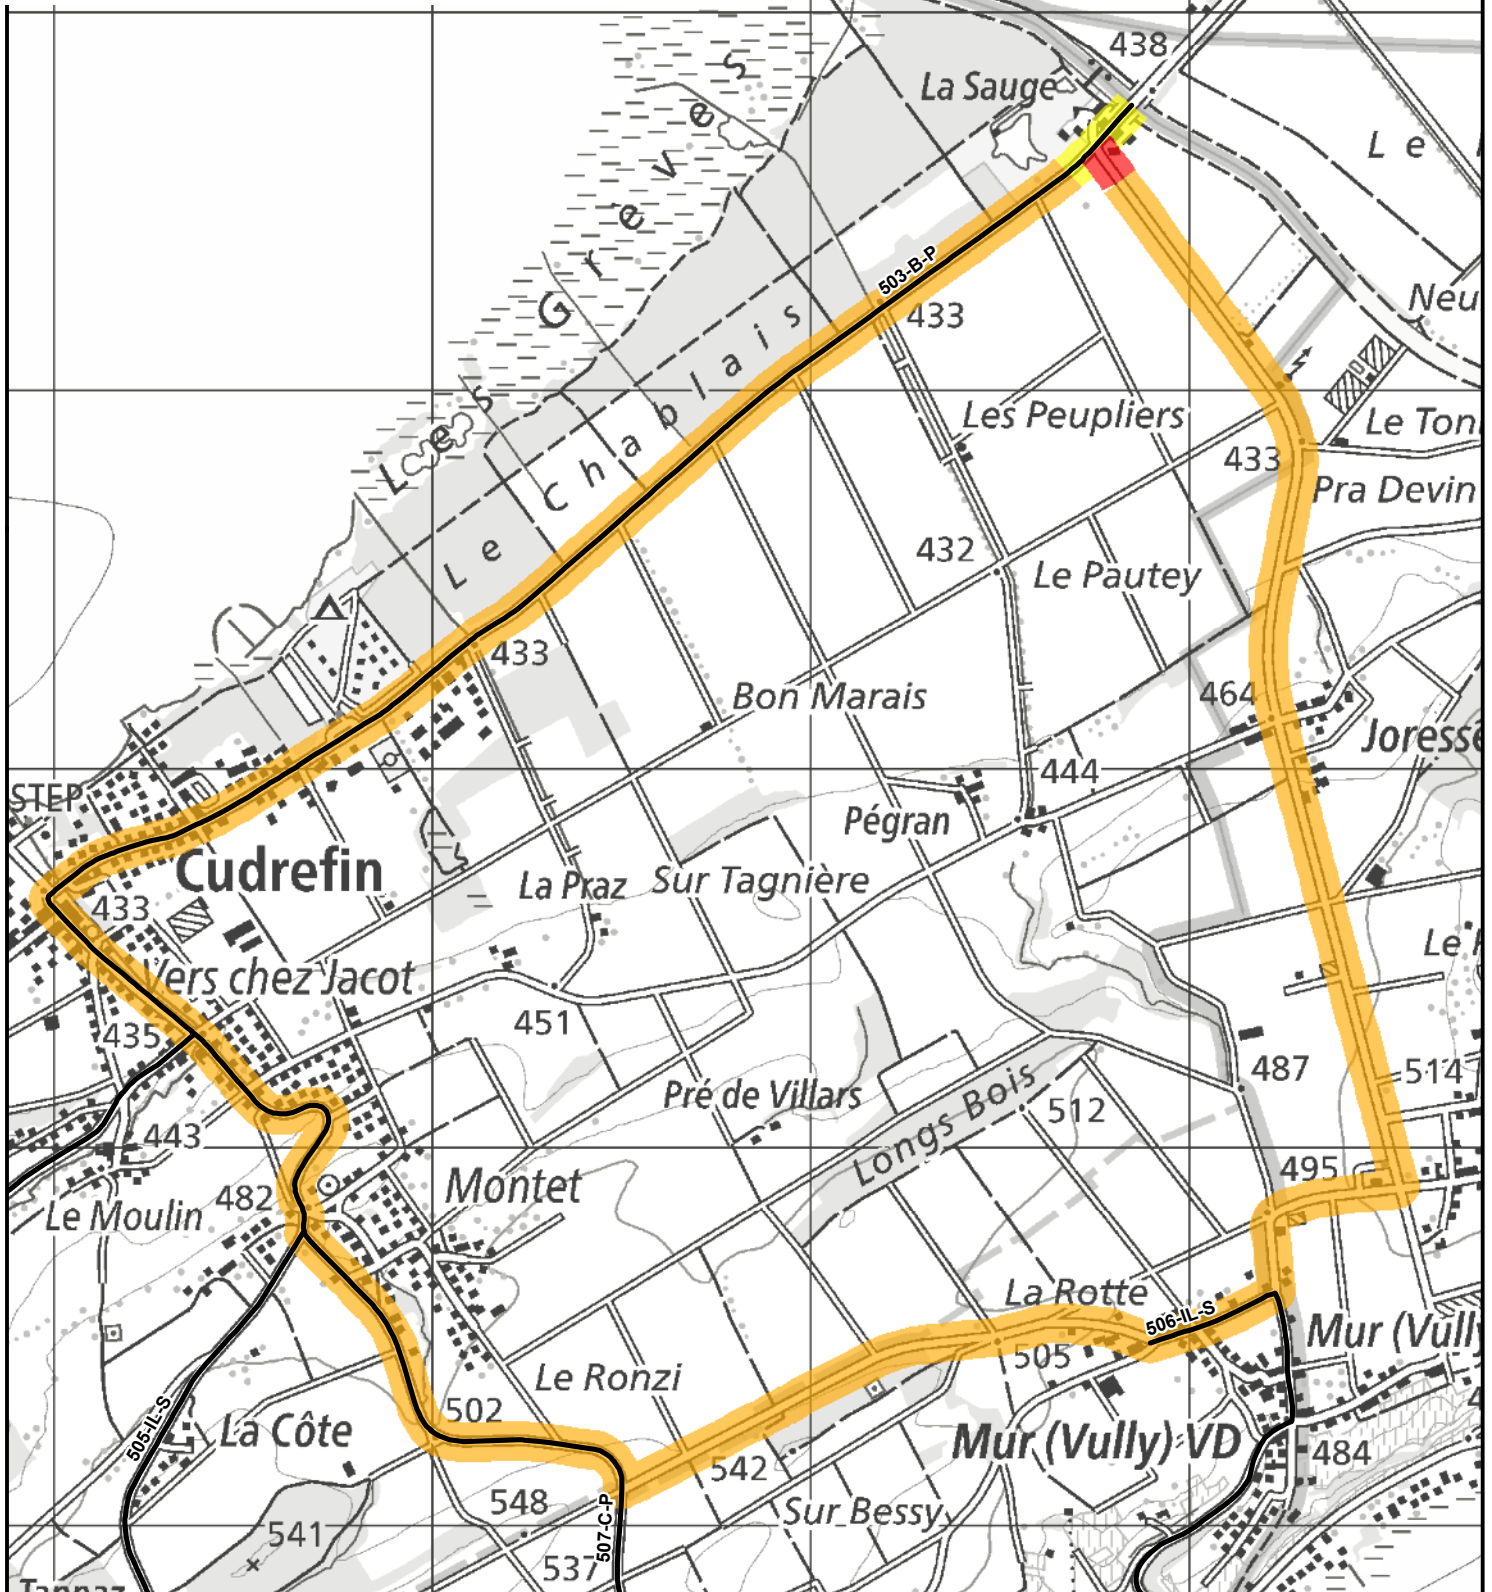 438
La Sauge
L e
Les Grèves
503-B-P
433
Neu
Le Chablais
Les Peupliers
Le Ton
433
Pra Devin
432
Le Pautey
433
Bon Marais
464
Joresse
STEP
444
Pégran
Cudrefin
La Praz
Sur Tagnière
433
Le
Vers chez Jacot
451
435
487
514
Pré de Villars
Longs Bois
512
443
495
Montet
482
Le Moulin
La Rotte
506-IL-S
Mur (Vully
505
Le Ronzi
502
505-IL-S
La Côte
Mur (Vully) VD
484
542
548
507-C-P
Sur Bessy
541
537